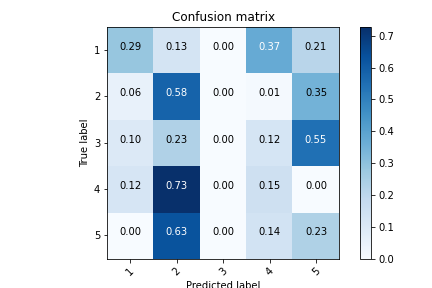 Confusion matrix
1 0.29 0.13 0.00 0.37 0.21
2 0.06 0.58 0.00 0.01 0.35
3 0.10 0.23 0.00 0.12 0.55
4 0.12 0.73 0.00 0.15 0.00
5 0.00 0.63 0.00 0.14 0.23
1 2 3 4 5
True label
Predicted label
0.7
0.6
0.5
0.4
0.3
0.2
0.1
0.0